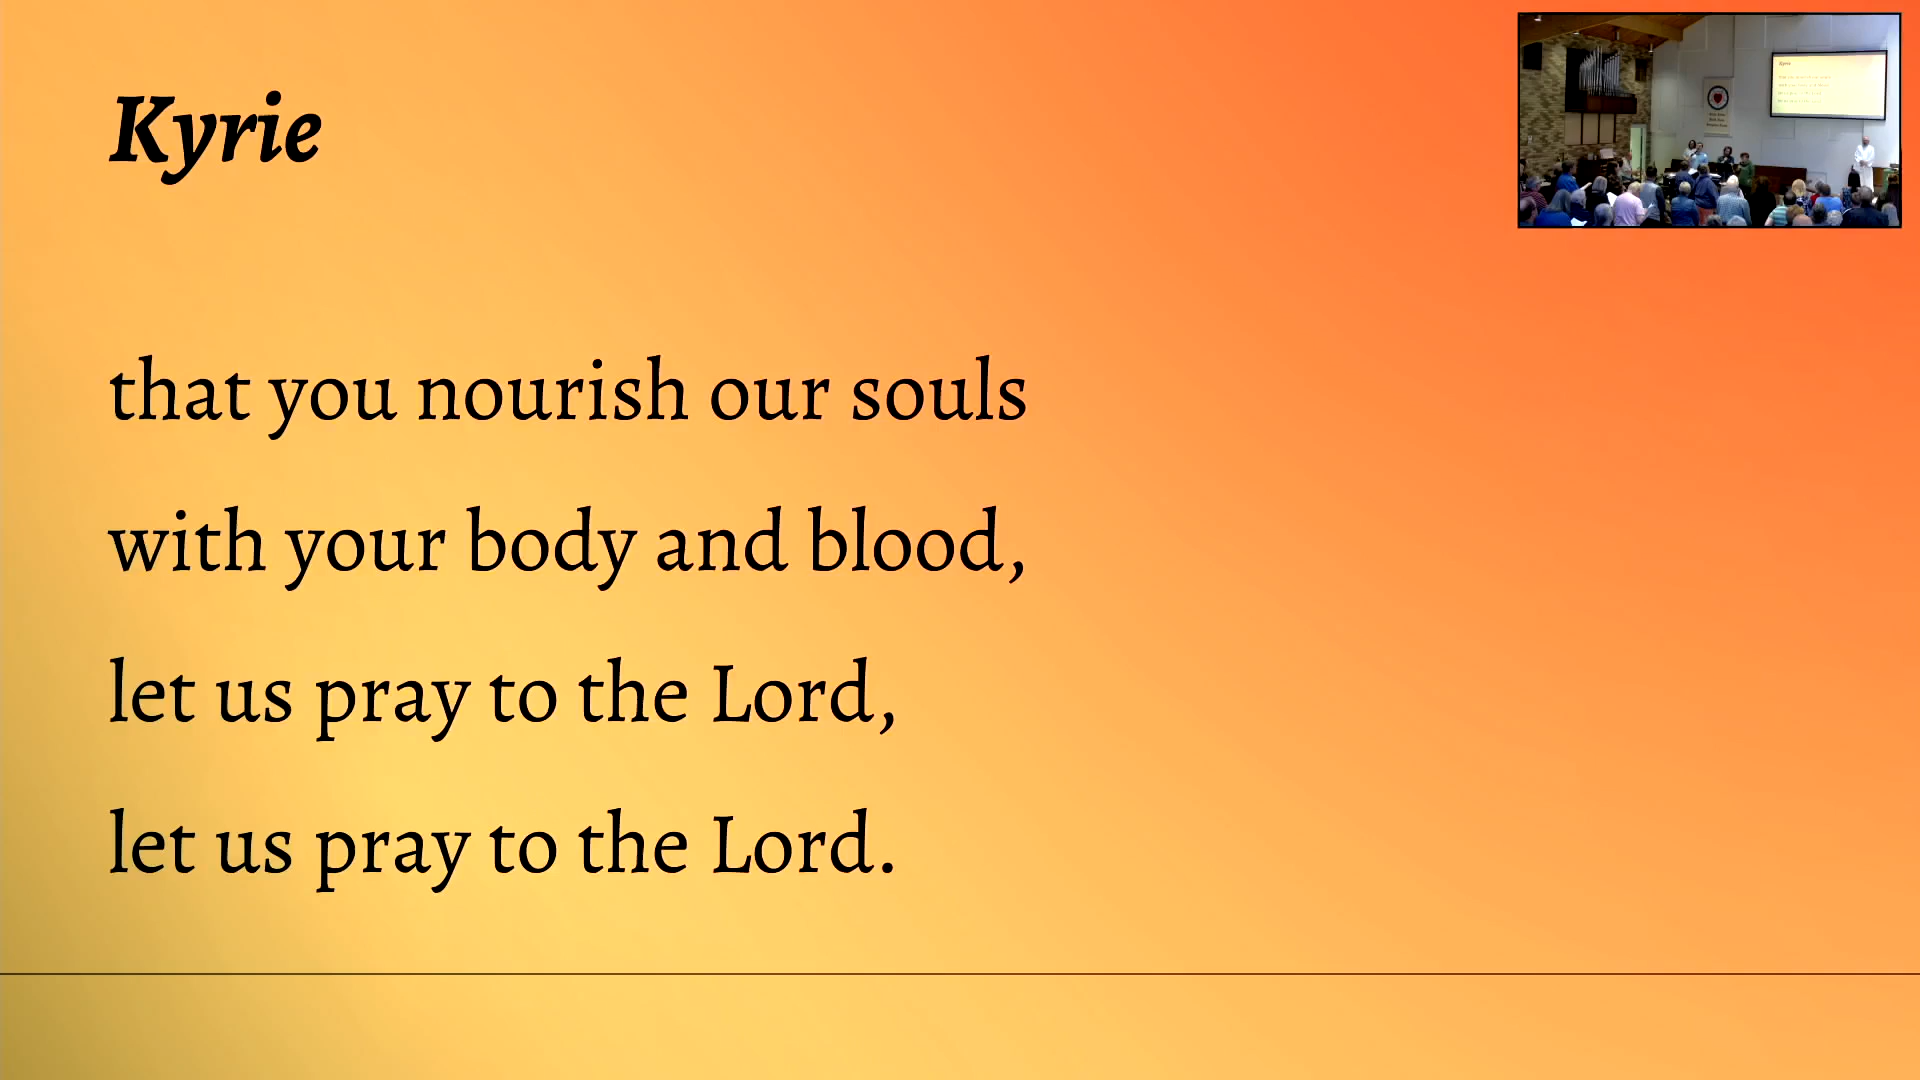 Kyrie
that you nourish our souls
with your body and blood,
let us pray to the Lord,
let us pray to the Lord.
Kyrie